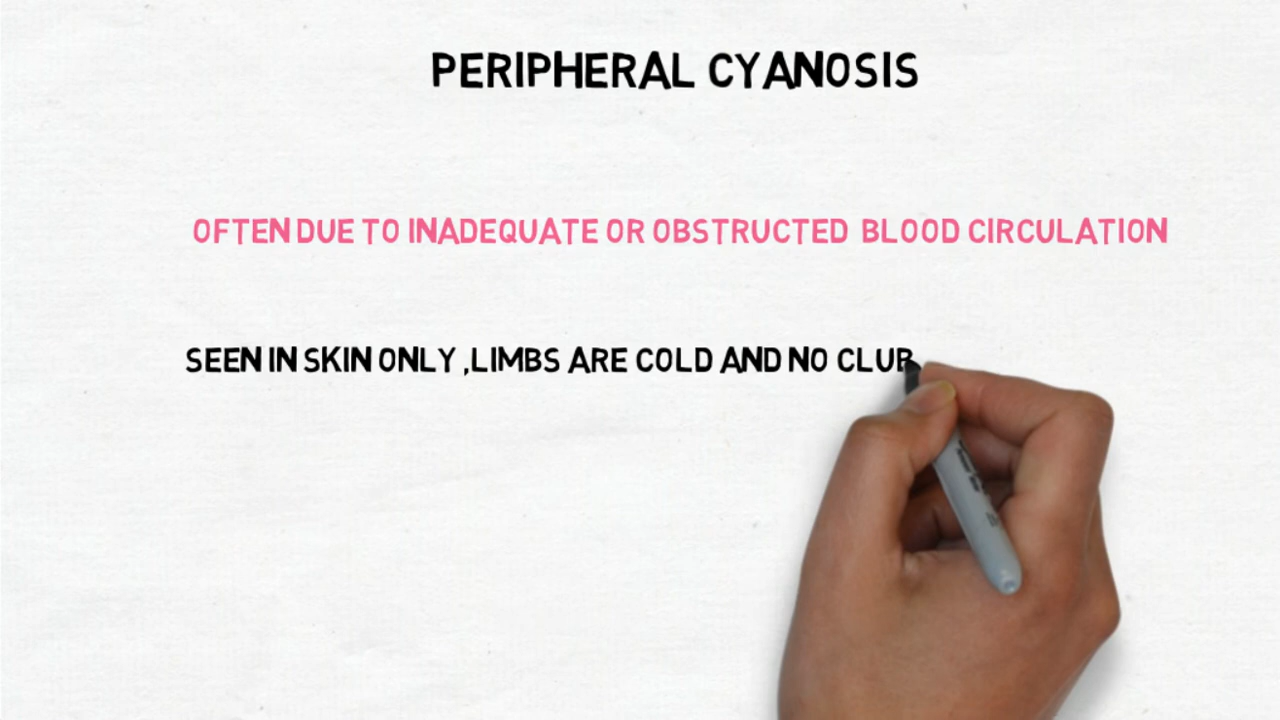 PERIPHERAL CYANOSIS
OFTEN DUE TO INADEQUATE OR OBSTRUCTED BLOOD CIRCULATION
SEEN IN SKIN ONLY ,LIMBS ARE COLD AND NO